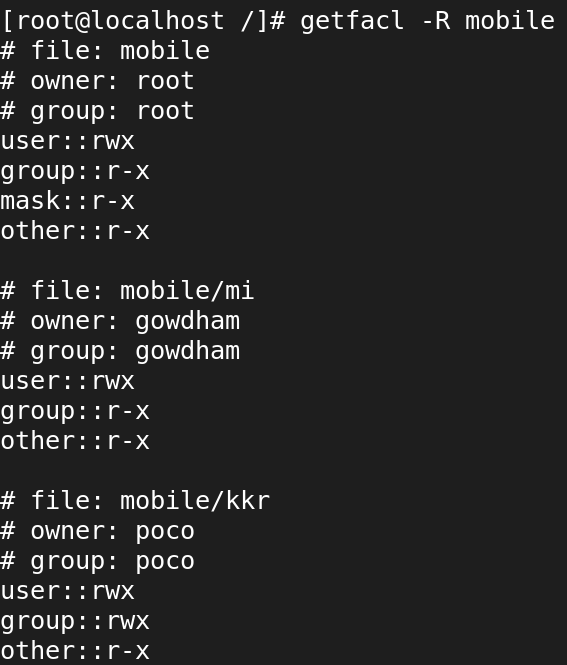 [root@localhost /]# getfacl -R mobile
# file: mobile
# owner: root
# group: root
user::rwx
group::r-x
mask::r-x
other::r-x

# file: mobile/mi
# owner: gowdham
# group: gowdham
user::rwx
group::r-x
other::r-x

# file: mobile/kkr
# owner: poco
# group: poco
user::rwx
group::rwx
other::r-x